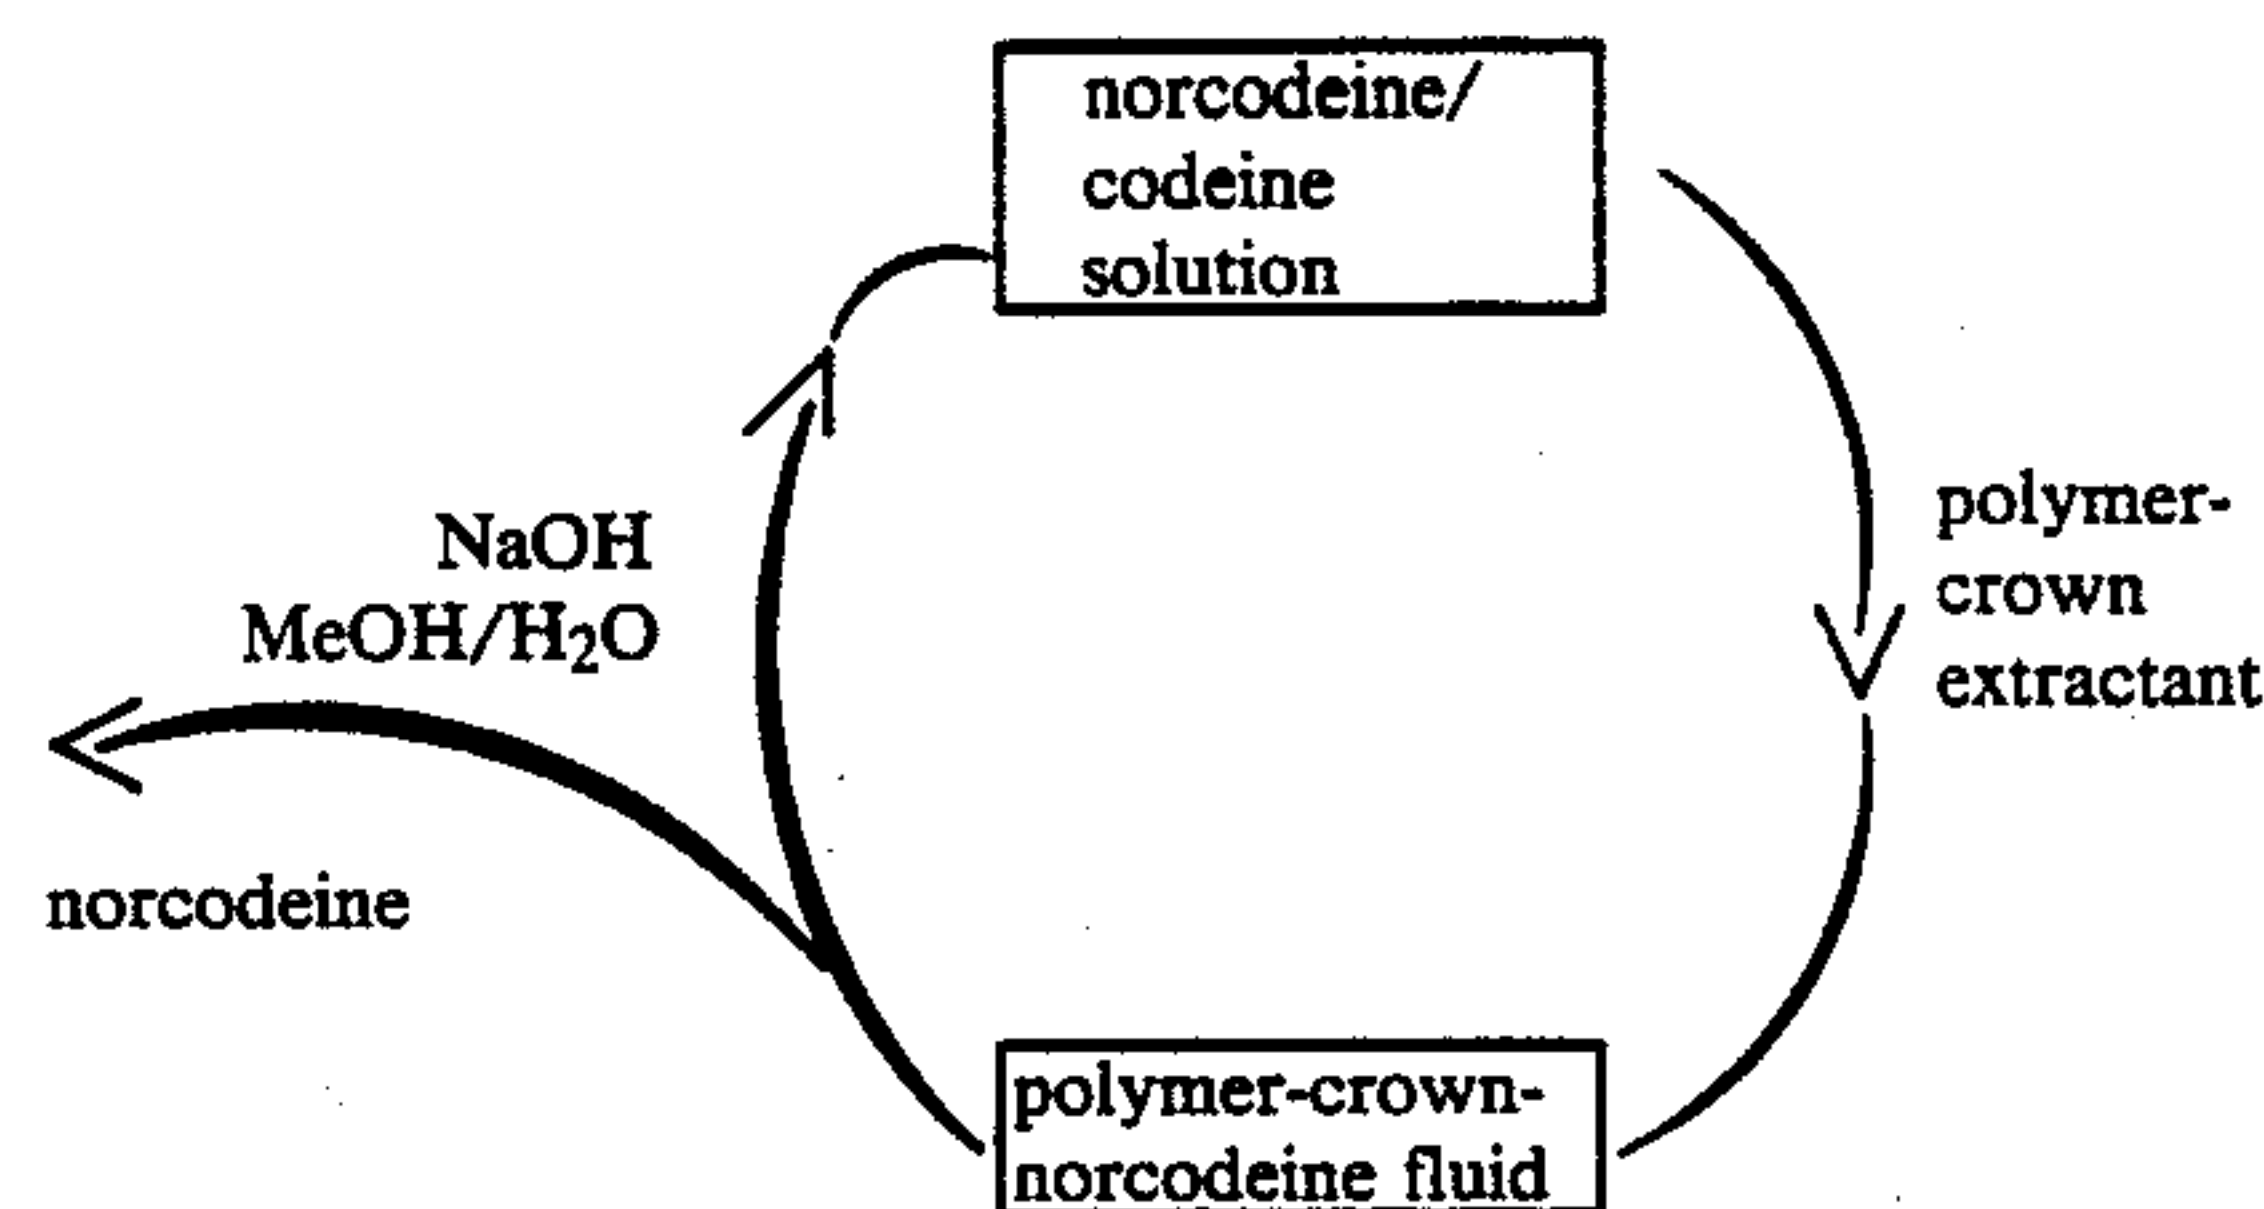 norcodeine/
codeine
solution
polymer-
crown
extractant
NaOH
MeOH/H₂O
norcodeine
polymer-crown-
norcodeine fluid